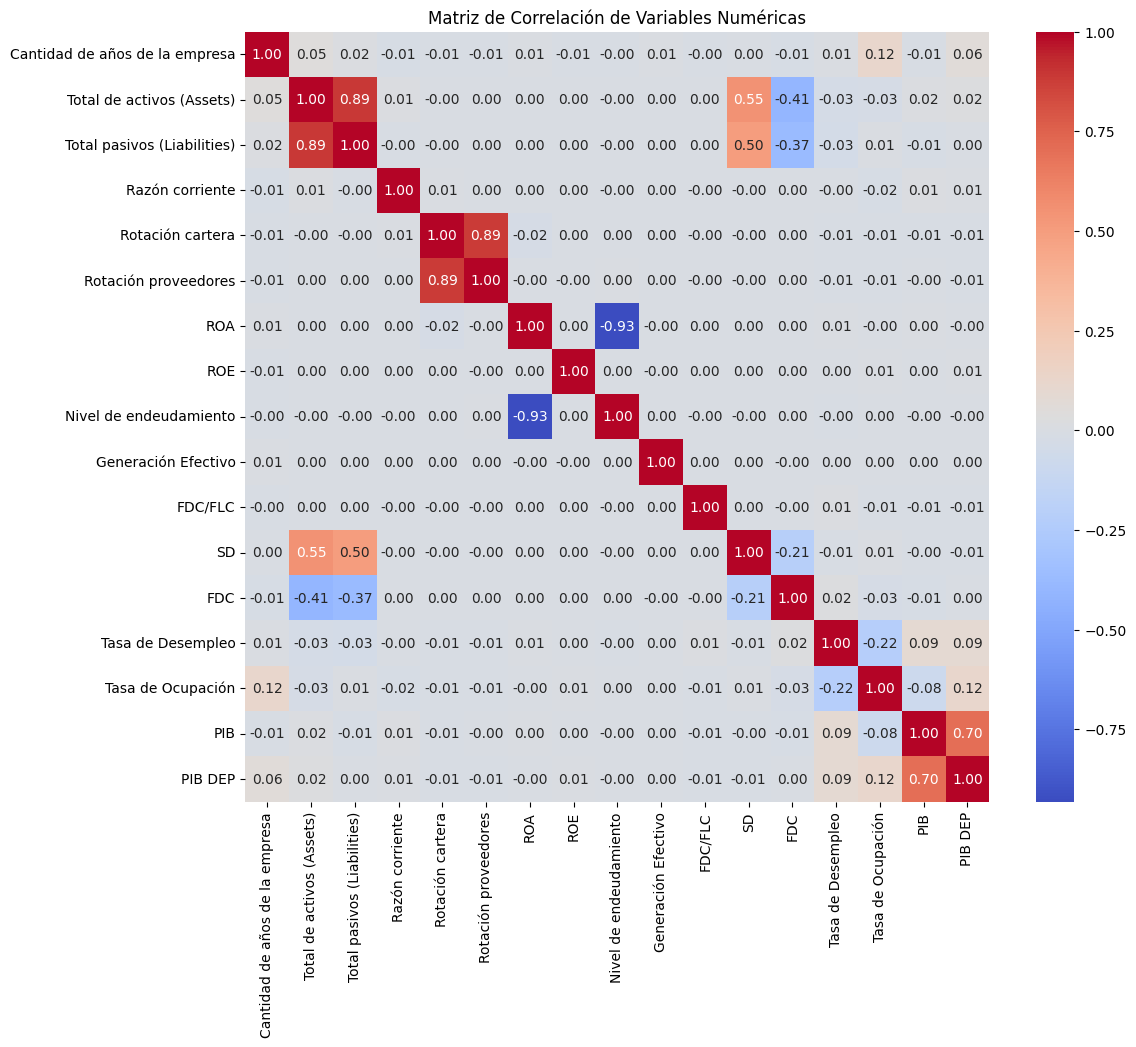 Matriz de Correlación de Variables Numéricas
Cantidad de años de la empresa 1.00 0.05 0.02 -0.01 -0.01 -0.01 0.01 -0.01 -0.00 0.01 -0.00 0.00 -0.01 0.01 0.12 -0.01 0.06
Total de activos (Assets) 0.05 1.00 0.89 0.01 -0.00 0.00 0.00 0.00 -0.00 0.00 0.00 0.55 -0.41 -0.03 -0.03 0.02 0.02
Total pasivos (Liabilities) 0.02 0.89 1.00 -0.00 -0.00 0.00 0.00 0.00 -0.00 0.00 0.00 0.50 -0.37 -0.03 0.01 -0.01 0.00
Razón corriente -0.01 0.01 -0.00 1.00 0.01 0.00 0.00 0.00 -0.00 0.00 0.00 -0.00 0.00 -0.00 -0.02 0.01 0.01
Rotación cartera -0.01 -0.00 -0.00 0.01 1.00 0.89 -0.02 0.00 0.00 0.00 -0.00 -0.00 0.00 -0.01 -0.01 -0.01 -0.01
Rotación proveedores -0.01 0.00 0.00 0.00 0.89 1.00 -0.00 -0.00 0.00 0.00 -0.00 -0.00 0.00 -0.01 -0.01 -0.00 -0.01
ROA 0.01 0.00 0.00 0.00 -0.02 -0.00 1.00 0.00 -0.93 -0.00 0.00 0.00 0.00 0.01 -0.00 0.00 -0.00
ROE -0.01 0.00 0.00 0.00 0.00 -0.00 0.00 1.00 0.00 -0.00 0.00 0.00 0.00 0.00 0.01 0.00 0.01
Nivel de endeudamiento -0.00 -0.00 -0.00 -0.00 0.00 0.00 -0.93 0.00 1.00 0.00 -0.00 -0.00 0.00 -0.00 0.00 -0.00 -0.00
Generación Efectivo 0.01 0.00 0.00 0.00 0.00 0.00 -0.00 -0.00 0.00 1.00 0.00 0.00 -0.00 0.00 0.00 0.00 0.00
FDC/FLC -0.00 0.00 0.00 0.00 -0.00 -0.00 0.00 0.00 -0.00 0.00 1.00 0.00 -0.00 0.01 -0.01 -0.00 -0.01
SD 0.00 0.55 0.50 -0.00 -0.00 -0.00 0.00 0.00 -0.00 0.00 0.00 1.00 -0.21 -0.01 0.01 -0.00 -0.01
FDC -0.01 -0.41 -0.37 0.00 0.00 0.00 0.00 0.00 0.00 -0.00 -0.00 -0.21 1.00 0.02 -0.03 -0.01 0.00
Tasa de Desempleo 0.01 -0.03 -0.03 -0.00 -0.01 -0.01 0.01 0.00 -0.00 0.00 0.01 -0.01 0.02 1.00 -0.22 0.09 0.09
Tasa de Ocupación 0.12 -0.03 0.01 -0.02 -0.01 -0.01 -0.00 0.01 0.00 0.00 -0.01 0.01 -0.03 -0.22 1.00 -0.08 0.12
PIB -0.01 0.02 -0.01 0.01 -0.01 -0.00 0.00 0.00 -0.00 0.00 -0.00 -0.00 -0.01 0.09 -0.08 1.00 0.70
PIB DEP 0.06 0.02 0.00 0.01 -0.01 -0.01 -0.00 0.01 -0.00 0.00 -0.01 -0.01 0.00 0.09 0.12 0.70 1.00
Cantidad de años de la empresa
Total de activos (Assets)
Total pasivos (Liabilities)
Razón corriente
Rotación cartera
Rotación proveedores
ROA
ROE
Nivel de endeudamiento
Generación Efectivo
FDC/FLC
SD
FDC
Tasa de Desempleo
Tasa de Ocupación
PIB
PIB DEP
1.00
0.75
0.50
0.25
0.00
−0.25
−0.50
−0.75